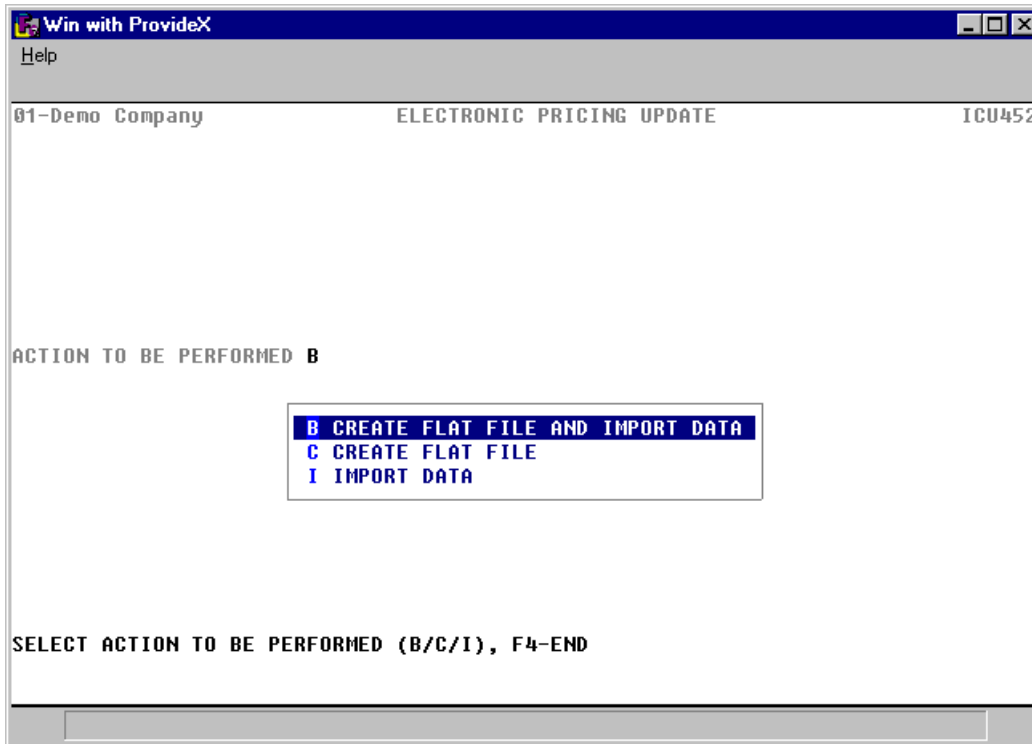 Win with ProvideX
Help
01-Demo Company ELECTRONIC PRICING UPDATE ICU452
ACTION TO BE PERFORMED B
B CREATE FLAT FILE AND IMPORT DATA
C CREATE FLAT FILE
I IMPORT DATA
SELECT ACTION TO BE PERFORMED (B/C/I), F4-END